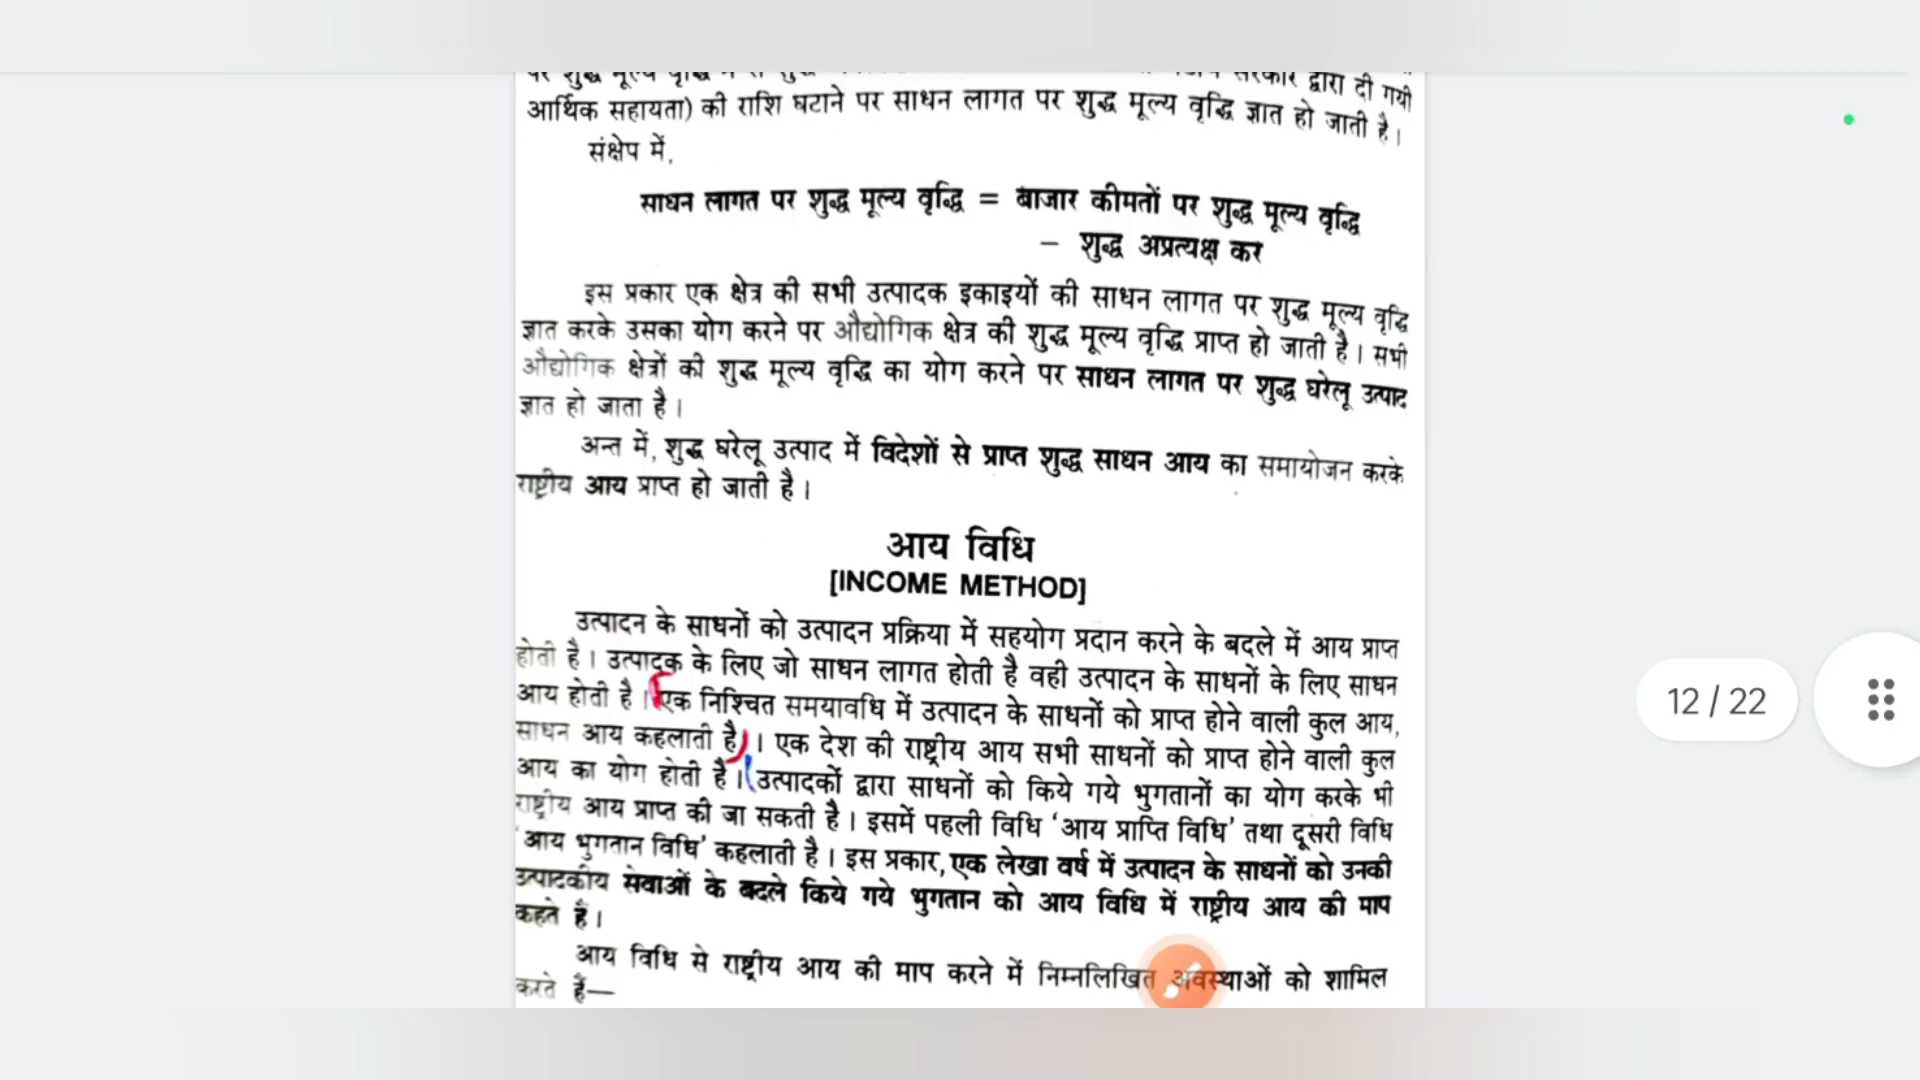 सरकार द्वारा दी गयी
आर्थिक सहायता) की राशि घटाने पर साधन लागत पर शुद्ध मूल्य वृद्धि ज्ञात हो जाती है।
संक्षेप में,
साधन लागत पर शुद्ध मूल्य वृद्धि = बाजार कीमतों पर शुद्ध मूल्य वृद्धि
– शुद्ध अप्रत्यक्ष कर
इस प्रकार एक क्षेत्र की सभी उत्पादक इकाइयों की साधन लागत पर शुद्ध मूल्य वृद्धि
ज्ञात करके उसका योग करने पर औद्योगिक क्षेत्र की शुद्ध मूल्य वृद्धि प्राप्त हो जाती है। सभी
औद्योगिक क्षेत्रों की शुद्ध मूल्य वृद्धि का योग करने पर साधन लागत पर शुद्ध घरेलू उत्पाद
ज्ञात हो जाता है।
अन्त में, शुद्ध घरेलू उत्पाद में विदेशों से प्राप्त शुद्ध साधन आय का समायोजन करके
राष्ट्रीय आय प्राप्त हो जाती है।
आय विधि
[INCOME METHOD]
उत्पादन के साधनों को उत्पादन प्रक्रिया में सहयोग प्रदान करने के बदले में आय प्राप्त
होती है। उत्पादक के लिए जो साधन लागत होती है वही उत्पादन के साधनों के लिए साधन
आय होती है। एक निश्चित समयावधि में उत्पादन के साधनों को प्राप्त होने वाली कुल आय,
साधन आय कहलाती है। एक देश की राष्ट्रीय आय सभी साधनों को प्राप्त होने वाली कुल
आय का योग होती है। उत्पादकों द्वारा साधनों को किये गये भुगतानों का योग करके भी
राष्ट्रीय आय प्राप्त की जा सकती है। इसमें पहली विधि ‘आय प्राप्ति विधि’ तथा दूसरी विधि
‘आय भुगतान विधि’ कहलाती है। इस प्रकार, एक लेखा वर्ष में उत्पादन के साधनों को उनकी
उत्पादकीय सेवाओं के बदले किये गये भुगतान को आय विधि में राष्ट्रीय आय की माप
कहते हैं।
आय विधि से राष्ट्रीय आय की माप करने में निम्नलिखित अवस्थाओं को शामिल
करते हैं—
12 / 22